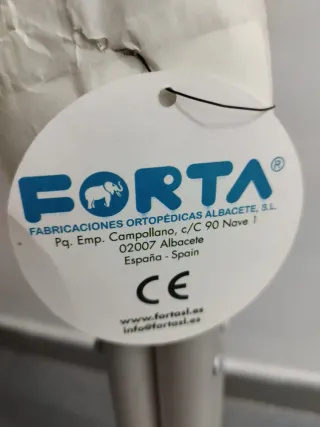 FORTA®
FABRICACIONES ORTOPÉDICAS ALBACETE, S.L.
Pq. Emp. Campollano, c/C 90 Nave 1
02007 Albacete
España - Spain
CE
www.fortasl.es
info@fortasl.es